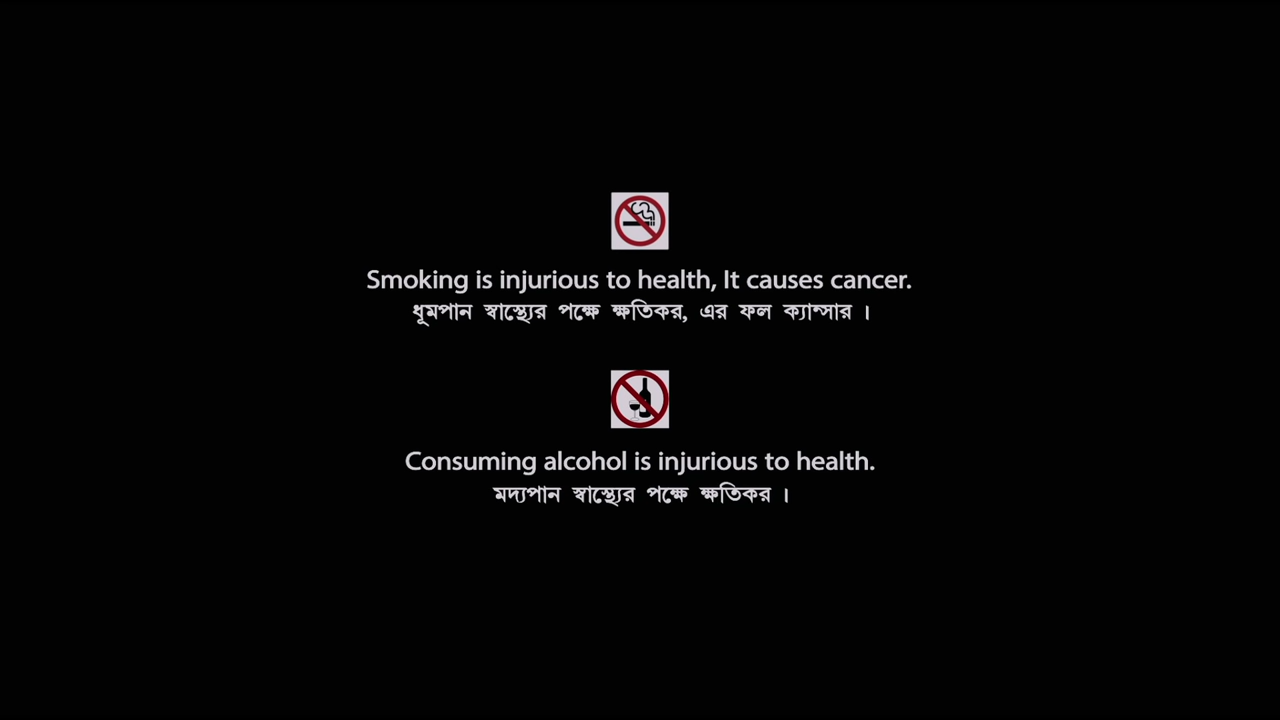 Smoking is injurious to health, It causes cancer.
ধূমপান স্বাস্থ্যের পক্ষে ক্ষতিকর, এর ফল ক্যান্সার ।
Consuming alcohol is injurious to health.
মদ্যপান স্বাস্থ্যের পক্ষে ক্ষতিকর ।